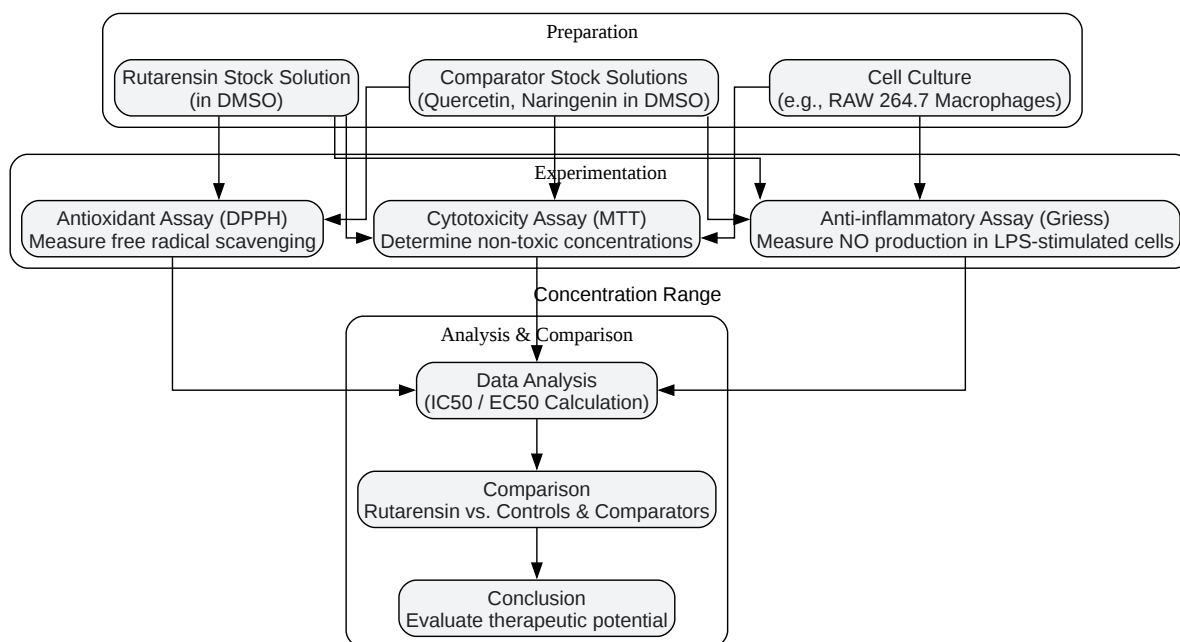 Preparation
Rutarensin Stock Solution
(in DMSO)
Comparator Stock Solutions
(Quercetin, Naringenin in DMSO)
Cell Culture
(e.g., RAW 264.7 Macrophages)
Experimentation
Antioxidant Assay (DPPH)
Measure free radical scavenging
Cytotoxicity Assay (MTT)
Determine non-toxic concentrations
Anti-inflammatory Assay (Griess)
Measure NO production in LPS-stimulated cells
Concentration Range
Analysis & Comparison
Data Analysis
(IC50 / EC50 Calculation)
Comparison
Rutarensin vs. Controls & Comparators
Conclusion
Evaluate therapeutic potential